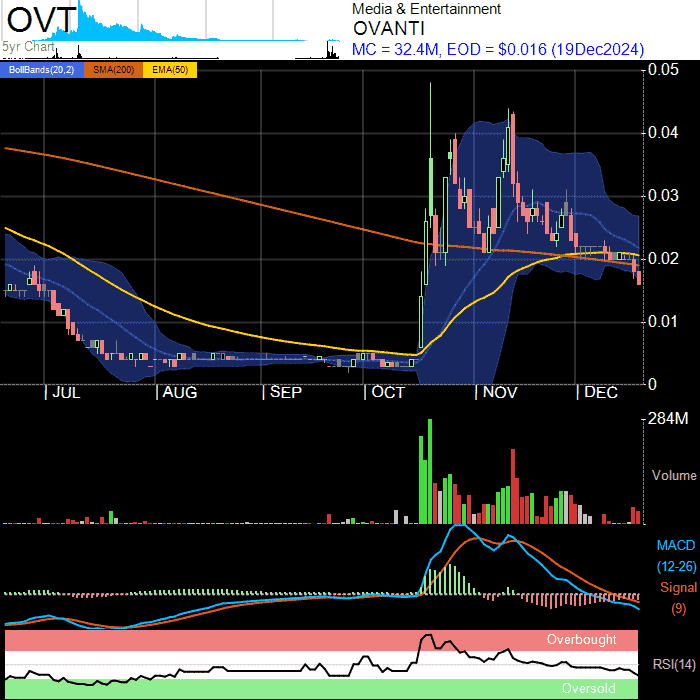 OVT
5yr Chart
Media & Entertainment
OVANTI
MC = 32.4M, EOD = $0.016 (19Dec2024)
BollBands(20,2) SMA(200) EMA(50)
0.05
0.04
0.03
0.02
0.01
0
JUL AUG SEP OCT NOV DEC
284M
Volume
MACD
(12-26)
Signal
(9)
Overbought
RSI(14)
Oversold